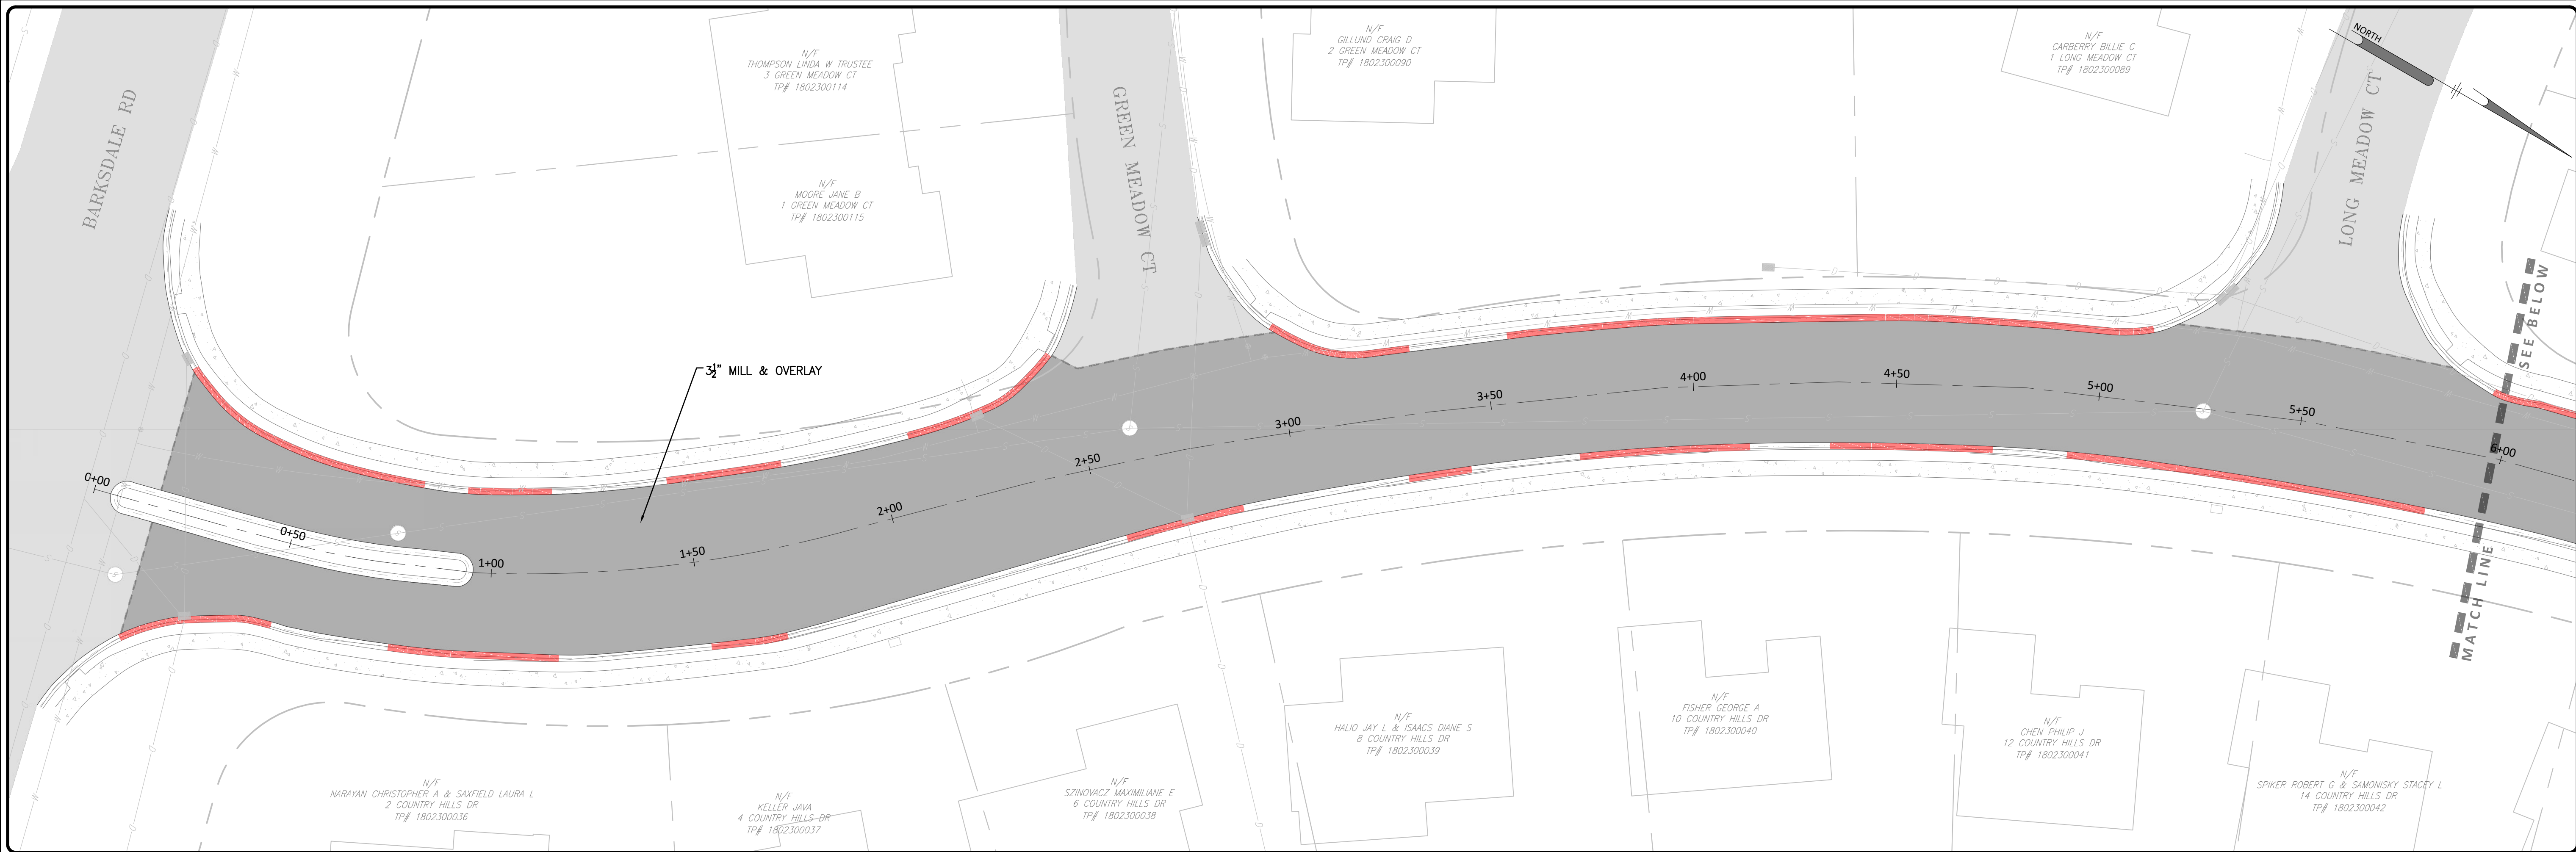 N/F
THOMPSON LINDA W TRUSTEE
3 GREEN MEADOW CT
TP# 1802300114
N/F
GILLUND CRAIG D
2 GREEN MEADOW CT
TP# 1802300090
N/F
CARBERRY BILLIE C
1 LONG MEADOW CT
TP# 1802300089
NORTH
BARKSDALE RD
GREEN MEADOW CT
LONG MEADOW CT
N/F
MOORE JANE B
1 GREEN MEADOW CT
TP# 1802300115
3½" MILL & OVERLAY
SEE BELOW
MATCH LINE
0+00
0+50
1+00
1+50
2+00
2+50
3+00
3+50
4+00
4+50
5+00
5+50
6+00
N/F
NARAYAN CHRISTOPHER A & SAXFIELD LAURA L
2 COUNTRY HILLS DR
TP# 1802300036
N/F
KELLER JAVA
4 COUNTRY HILLS DR
TP# 1802300037
N/F
SZINOVACZ MAXIMILIANE E
6 COUNTRY HILLS DR
TP# 1802300038
N/F
HALIO JAY L & ISAACS DIANE S
8 COUNTRY HILLS DR
TP# 1802300039
N/F
FISHER GEORGE A
10 COUNTRY HILLS DR
TP# 1802300040
N/F
CHEN PHILIP J
12 COUNTRY HILLS DR
TP# 1802300041
N/F
SPIKER ROBERT G & SAMONISKY STACEY L
14 COUNTRY HILLS DR
TP# 1802300042